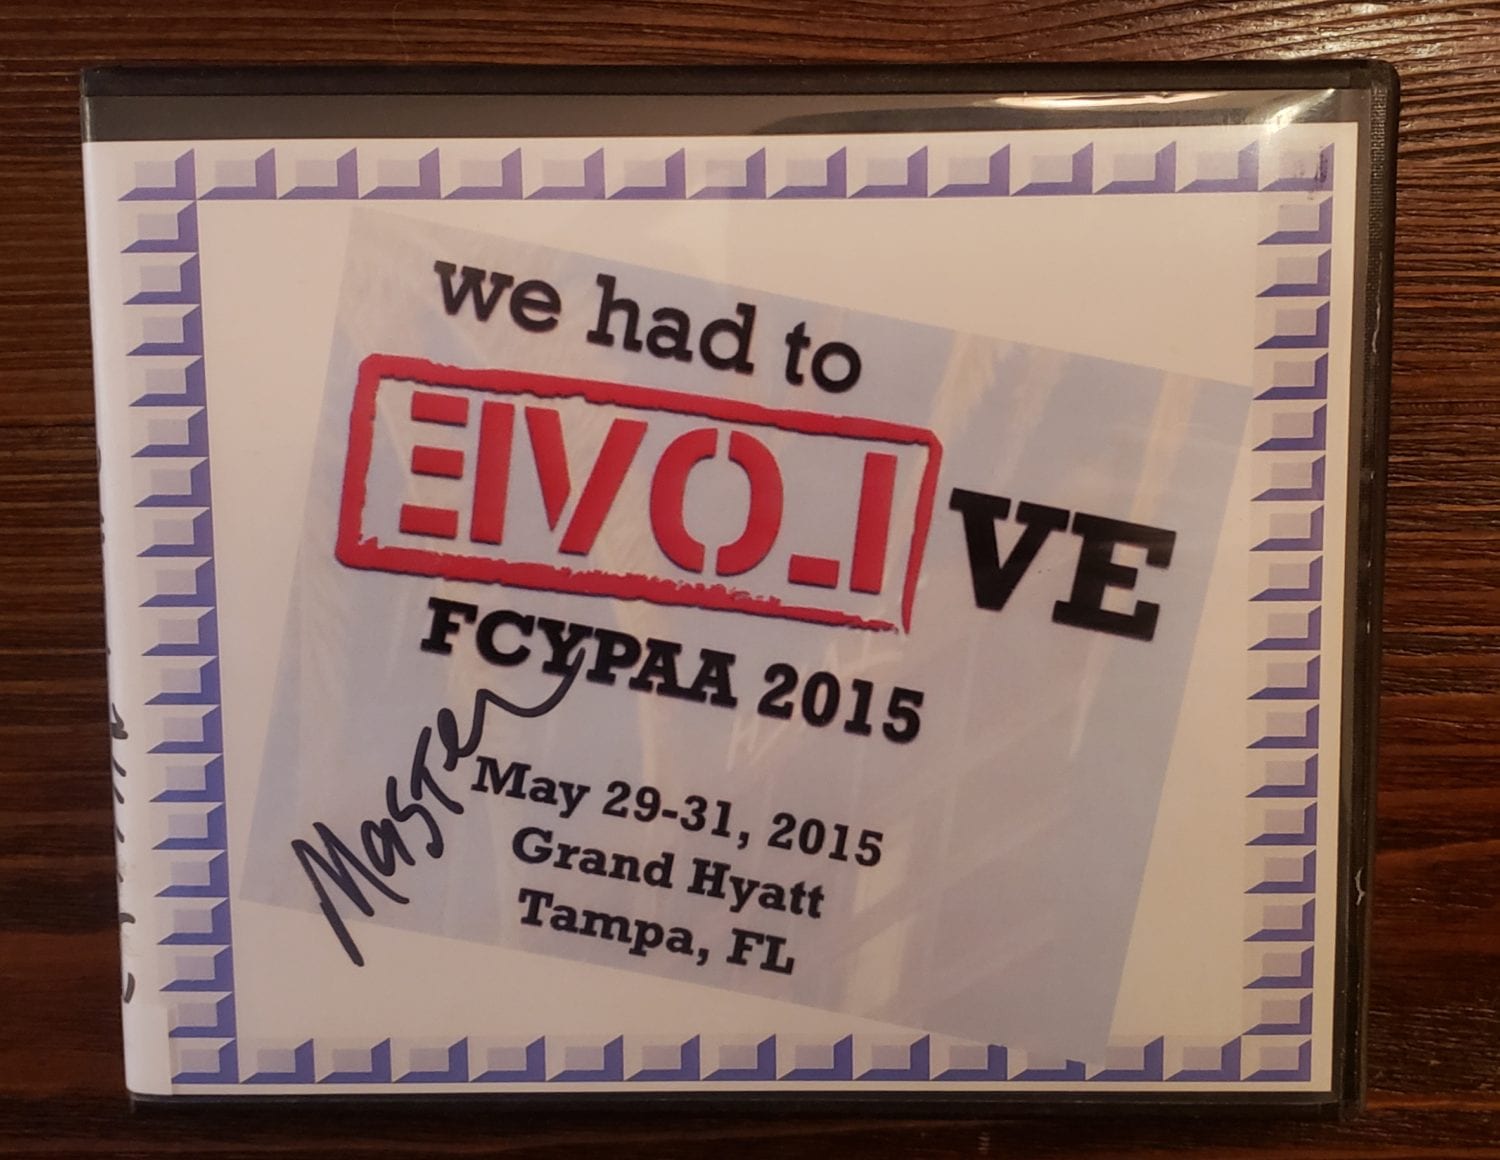 we had to
EVOLVE
FCYPAA 2015
Master
May 29-31, 2015
Grand Hyatt
Tampa, FL